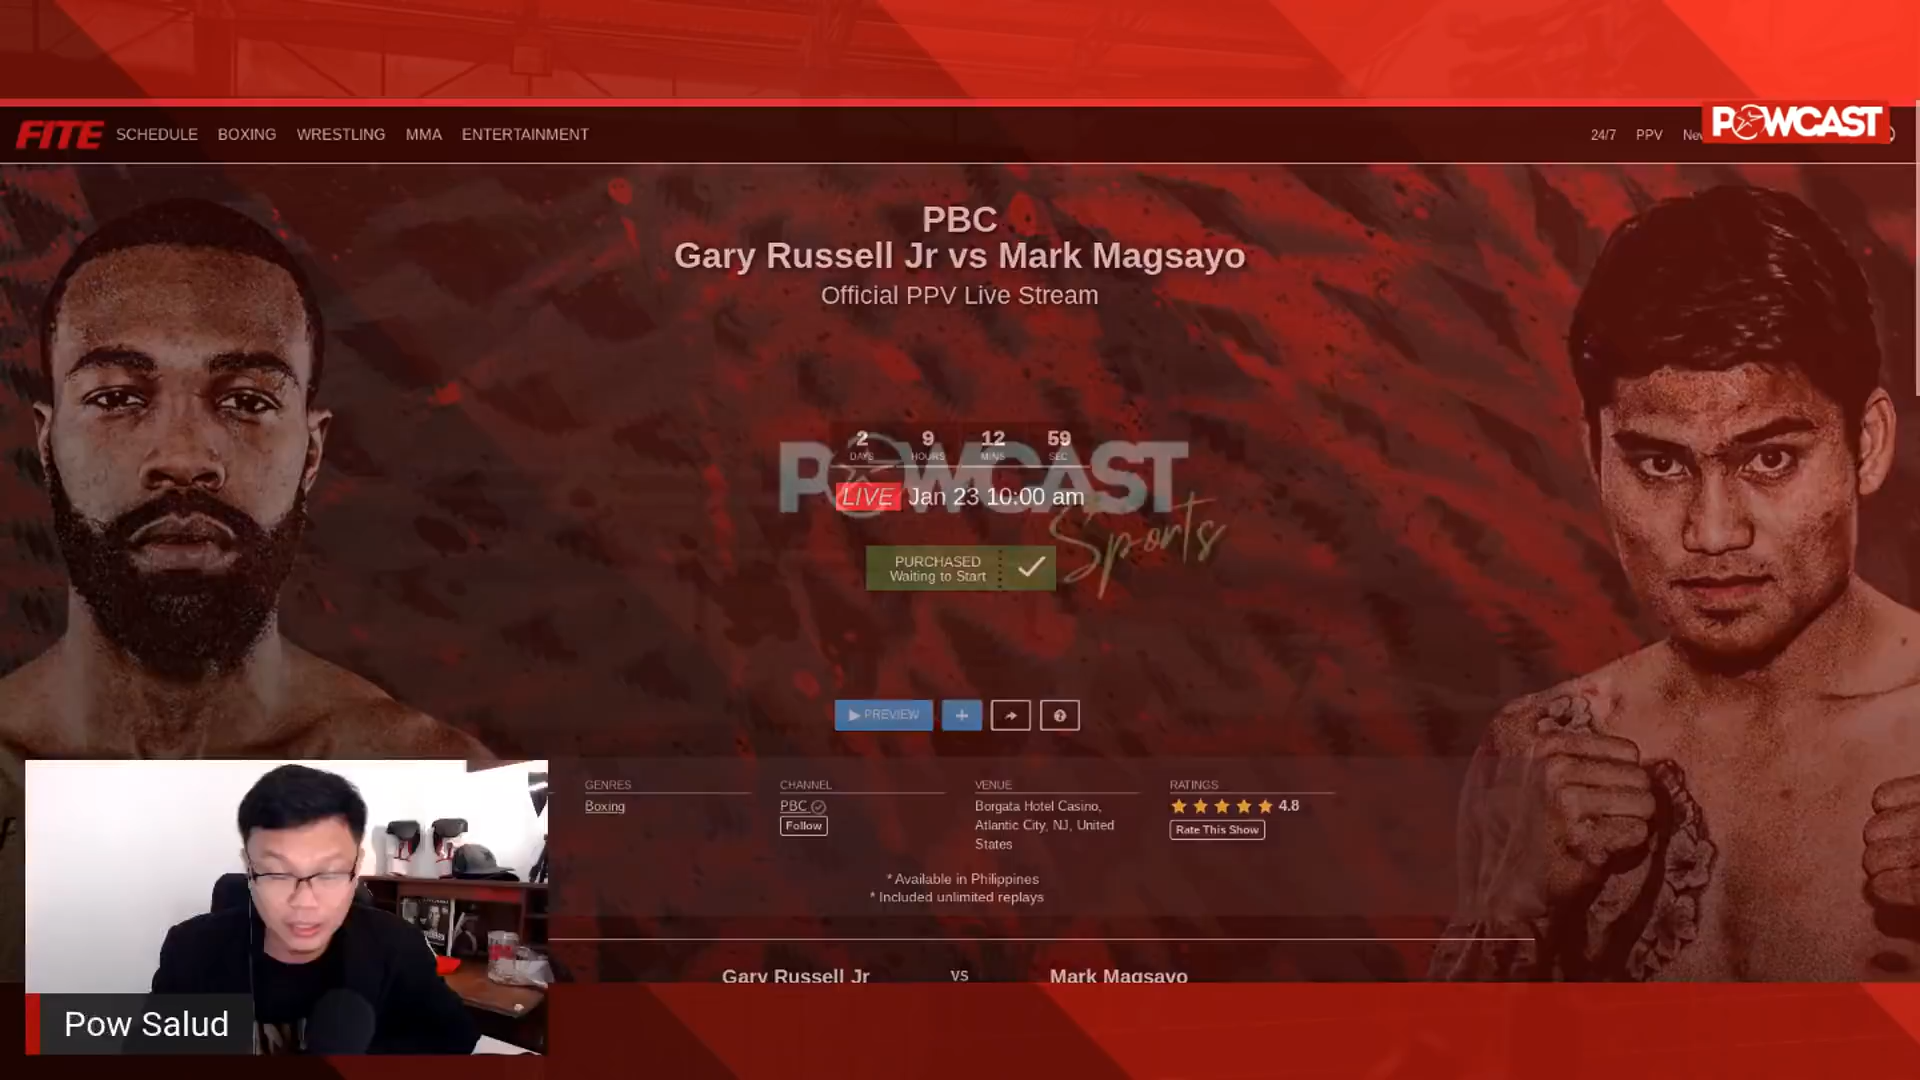 FITE SCHEDULE BOXING WRESTLING MMA ENTERTAINMENT
24/7 PPV
POWCAST
PBC
Gary Russell Jr vs Mark Magsayo
Official PPV Live Stream
2 9 12 59
DAYS HOURS MINS SEC
POWCAST
Sports
LIVE Jan 23 10:00 am
PURCHASED
Waiting to Start
PREVIEW
GENRES
Boxing
CHANNEL
PBC
Follow
VENUE
Borgata Hotel Casino,
Atlantic City, NJ, United
States
RATINGS
4.8
Rate This Show
* Available in Philippines
* Included unlimited replays
Gary Russell Jr vs Mark Magsayo
Pow Salud